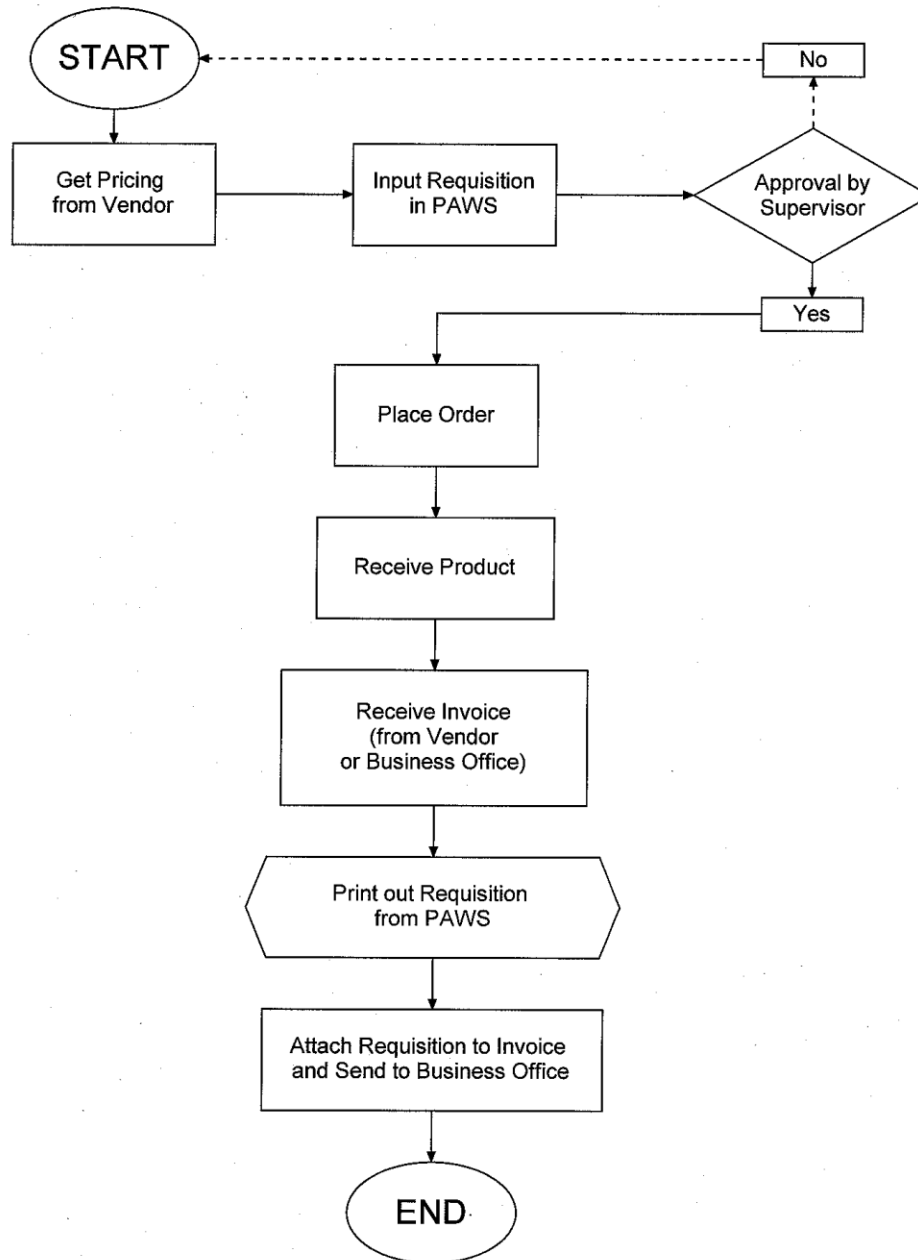 START
No
Get Pricing
from Vendor
Input Requisition
in PAWS
Approval by
Supervisor
Yes
Place Order
Receive Product
Receive Invoice
(from Vendor
or Business Office)
Print out Requisition
from PAWS
Attach Requisition to Invoice
and Send to Business Office
END